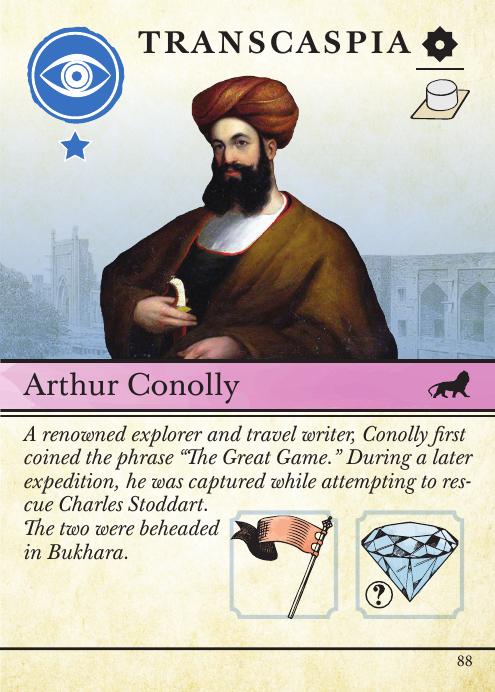 TRANSCASPIA
Arthur Conolly
A renowned explorer and travel writer, Conolly first
coined the phrase “The Great Game.” During a later
expedition, he was captured while attempting to res-
cue Charles Stoddart.
The two were beheaded
in Bukhara.
?
88